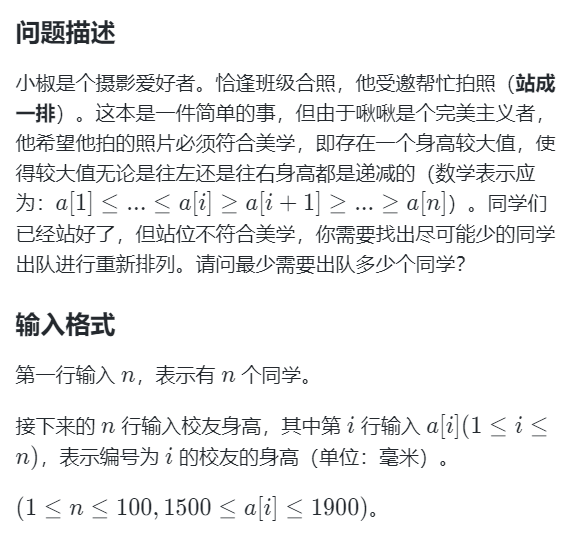 问题描述
小椒是个摄影爱好者。恰逢班级合照，他受邀帮忙拍照（站成
一排）。这本是一件简单的事，但由于啾啾是个完美主义者，
他希望他拍的照片必须符合美学，即存在一个身高较大值，使
得较大值无论是往左还是往右身高都是递减的（数学表示应
为：a[1] ≤ ... ≤ a[i] ≥ a[i + 1] ≥ ... ≥ a[n]）。同学们
已经站好了，但站位不符合美学，你需要找出尽可能少的同学
出队进行重新排列。请问最少需要出队多少个同学？
输入格式
第一行输入 n，表示有 n 个同学。
接下来的 n 行输入校友身高，其中第 i 行输入 a[i](1 ≤ i ≤
n)，表示编号为 i 的校友的身高（单位：毫米）。
(1 ≤ n ≤ 100, 1500 ≤ a[i] ≤ 1900)。